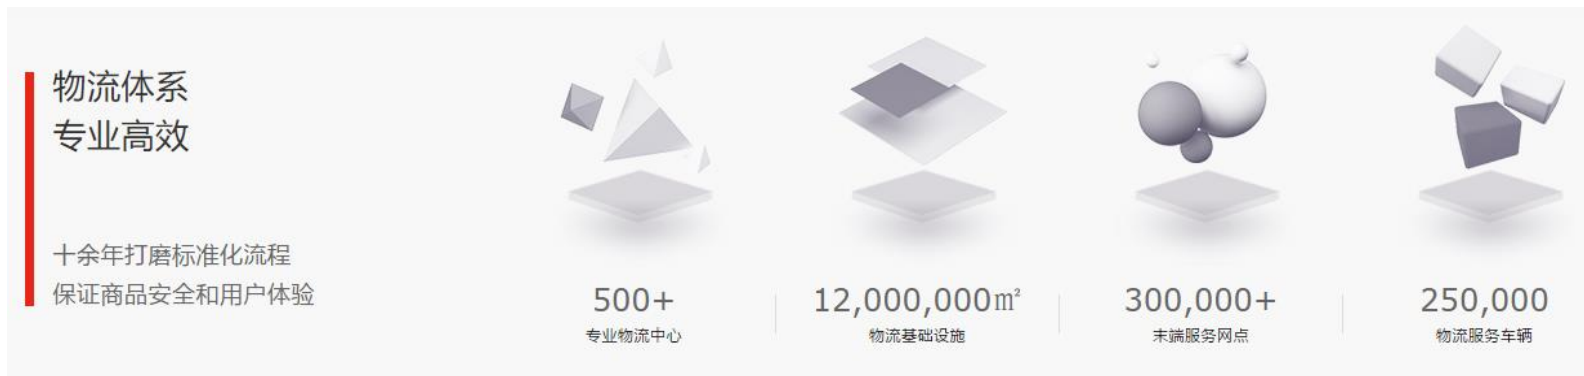 物流体系
专业高效
十余年打磨标准化流程
保证商品安全和用户体验
500+
专业物流中心
12,000,000㎡
物流基础设施
300,000+
末端服务网点
250,000
物流服务车辆